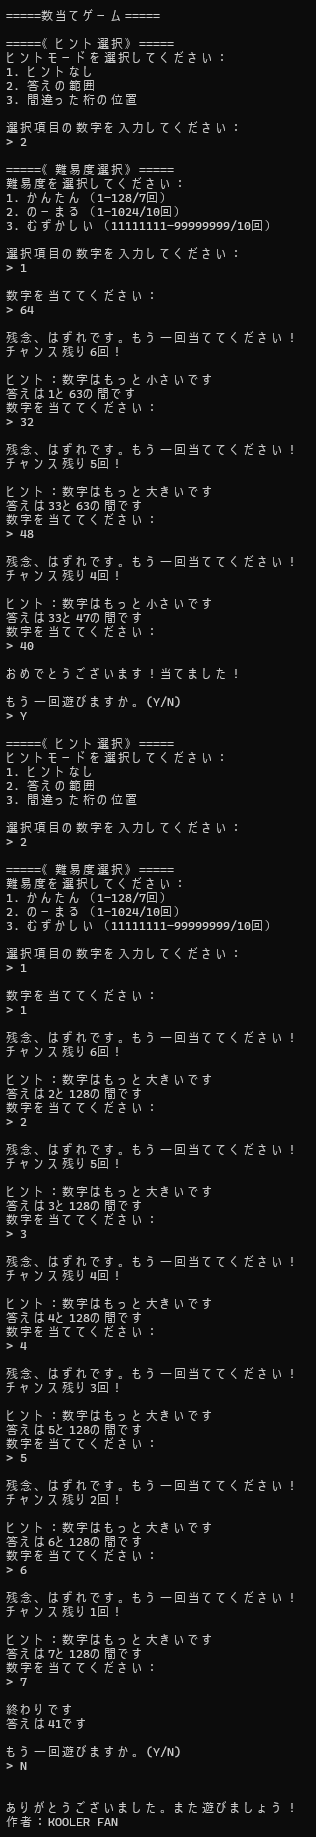 =====数当てゲーム=====
=====《 ヒント選択》=====
ヒントモードを選択してください：
1. ヒントなし
2. 答えの範囲
3. 間違った桁の位置
選択項目の数字を入力してください：
> 2
=====《 難易度選択》=====
難易度を選択してください：
1. かんたん （1-128/7回）
2. のーまる （1-1024/10回）
3. むずかしい （11111111-99999999/10回）
選択項目の数字を入力してください：
> 1
数字を当ててください：
> 64
残念、はずれです。もう一回当ててください！
チャンス残り6回！
ヒント：数字はもっと小さいです
答えは1と63の間です
数字を当ててください：
> 32
残念、はずれです。もう一回当ててください！
チャンス残り5回！
ヒント：数字はもっと大きいです
答えは33と63の間です
数字を当ててください：
> 48
残念、はずれです。もう一回当ててください！
チャンス残り4回！
ヒント：数字はもっと小さいです
答えは33と47の間です
数字を当ててください：
> 40
おめでとうございます！当てました！
もう一回遊びますか。(Y/N)
> Y
=====《 ヒント選択》=====
ヒントモードを選択してください：
1. ヒントなし
2. 答えの範囲
3. 間違った桁の位置
選択項目の数字を入力してください：
> 2
=====《 難易度選択》=====
難易度を選択してください：
1. かんたん （1-128/7回）
2. のーまる （1-1024/10回）
3. むずかしい （11111111-99999999/10回）
選択項目の数字を入力してください：
> 1
数字を当ててください：
> 1
残念、はずれです。もう一回当ててください！
チャンス残り6回！
ヒント：数字はもっと大きいです
答えは2と128の間です
数字を当ててください：
> 2
残念、はずれです。もう一回当ててください！
チャンス残り5回！
ヒント：数字はもっと大きいです
答えは3と128の間です
数字を当ててください：
> 3
残念、はずれです。もう一回当ててください！
チャンス残り4回！
ヒント：数字はもっと大きいです
答えは4と128の間です
数字を当ててください：
> 4
残念、はずれです。もう一回当ててください！
チャンス残り3回！
ヒント：数字はもっと大きいです
答えは5と128の間です
数字を当ててください：
> 5
残念、はずれです。もう一回当ててください！
チャンス残り2回！
ヒント：数字はもっと大きいです
答えは6と128の間です
数字を当ててください：
> 6
残念、はずれです。もう一回当ててください！
チャンス残り1回！
ヒント：数字はもっと大きいです
答えは7と128の間です
数字を当ててください：
> 7
終わりです
答えは41です
もう一回遊びますか。(Y/N)
> N
ありがとうございました。また遊びましょう！
作者：KOOLER FAN